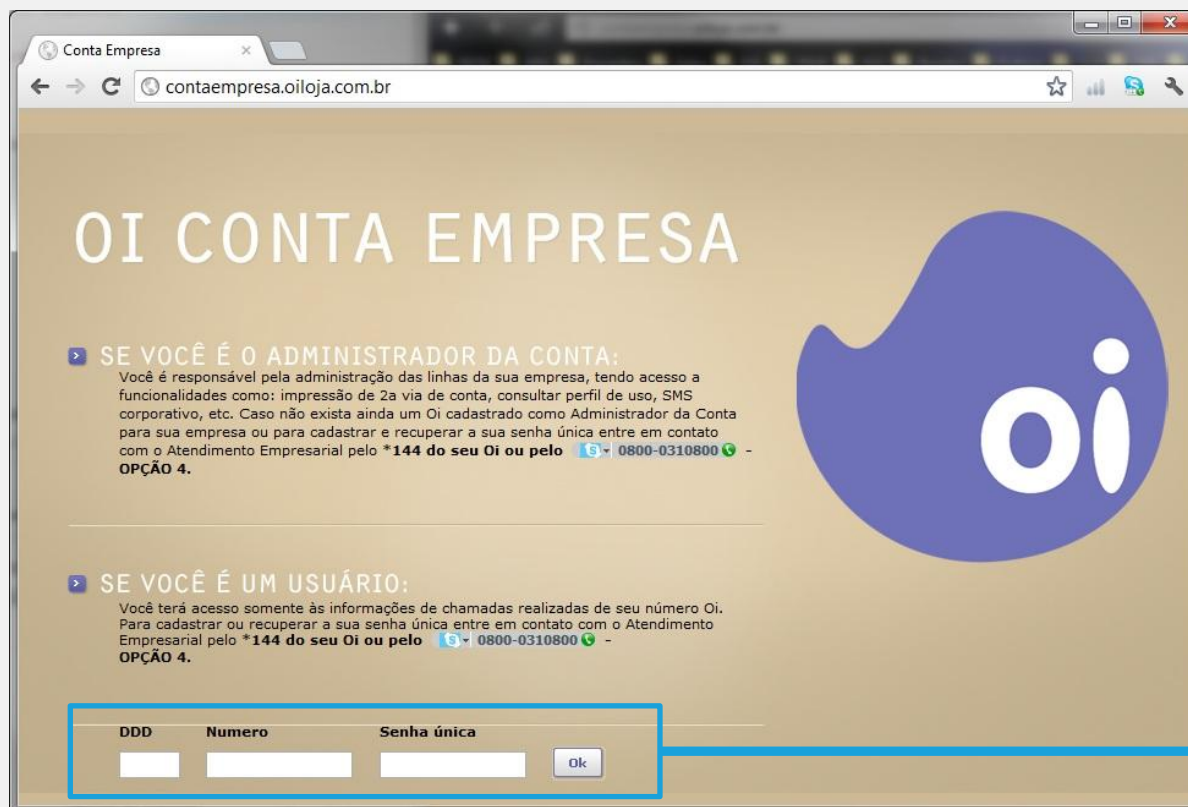 Conta Empresa
contaempresa.oiloja.com.br
OI CONTA EMPRESA
SE VOCÊ É O ADMINISTRADOR DA CONTA:
Você é responsável pela administração das linhas da sua empresa, tendo acesso a
funcionalidades como: impressão de 2a via de conta, consultar perfil de uso, SMS
corporativo, etc. Caso não exista ainda um Oi cadastrado como Administrador da Conta
para sua empresa ou para cadastrar e recuperar a sua senha única entre em contato
com o Atendimento Empresarial pelo *144 do seu Oi ou pelo 0800-0310800 -
OPÇÃO 4.
oi
SE VOCÊ É UM USUÁRIO:
Você terá acesso somente às informações de chamadas realizadas de seu número Oi.
Para cadastrar ou recuperar a sua senha única entre em contato com o Atendimento
Empresarial pelo *144 do seu Oi ou pelo 0800-0310800 -
OPÇÃO 4.
DDD Numero Senha única
Ok